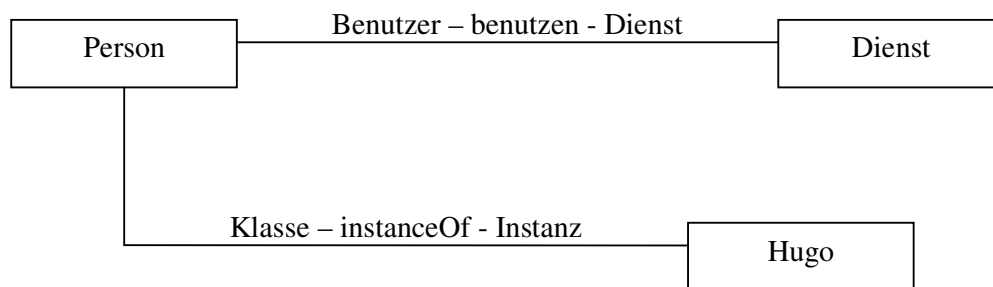 Benutzer – benutzen - Dienst
Person
Dienst
Klasse – instanceOf - Instanz
Hugo